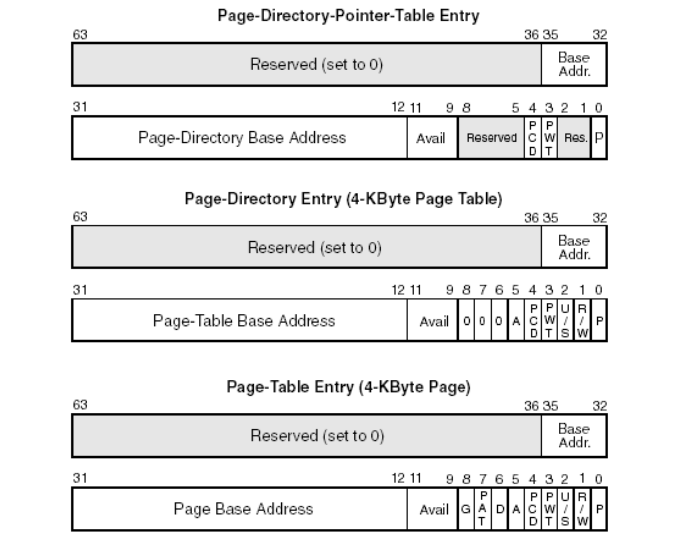 Page-Directory-Pointer-Table Entry
63 36 35 32
Reserved (set to 0) Base Addr.
31 12 11 9 8 5 4 3 2 1 0
Page-Directory Base Address Avail Reserved PCD PWT Res. P
Page-Directory Entry (4-KByte Page Table)
63 36 35 32
Reserved (set to 0) Base Addr.
31 12 11 9 8 7 6 5 4 3 2 1 0
Page-Table Base Address Avail 0 0 0 A PCD PWT U/S R/W P
Page-Table Entry (4-KByte Page)
63 36 35 32
Reserved (set to 0) Base Addr.
31 12 11 9 8 7 6 5 4 3 2 1 0
Page Base Address Avail G PAT D A PCD PWT U/S R/W P